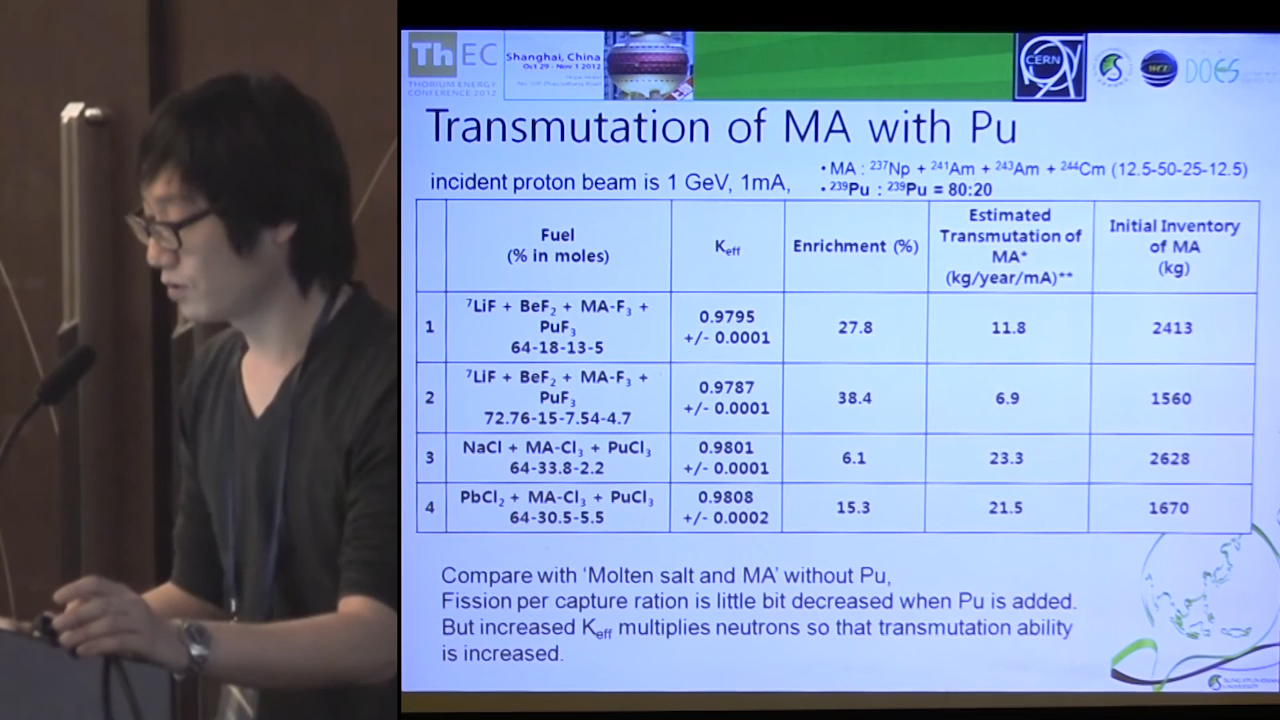 ThEC
THORIUM ENERGY
CONFERENCE 2012
Shanghai, China
Oct 29 - Nov 1 2012
CERN
Transmutation of MA with Pu
incident proton beam is 1 GeV, 1mA,
• MA : ²³⁷Np + ²⁴¹Am + ²⁴³Am + ²⁴⁴Cm (12.5-50-25-12.5)
• ²³⁹Pu : ²³⁹Pu = 80:20
Fuel (% in moles) Keff Enrichment (%) Estimated Transmutation of MA* (kg/year/mA)** Initial Inventory of MA (kg)
1 ⁷LiF + BeF₂ + MA-F₃ + PuF₃ 64-18-13-5 0.9795 +/- 0.0001 27.8 11.8 2413
2 ⁷LiF + BeF₂ + MA-F₃ + PuF₃ 72.76-15-7.54-4.7 0.9787 +/- 0.0001 38.4 6.9 1560
3 NaCl + MA-Cl₃ + PuCl₃ 64-33.8-2.2 0.9801 +/- 0.0001 6.1 23.3 2628
4 PbCl₂ + MA-Cl₃ + PuCl₃ 64-30.5-5.5 0.9808 +/- 0.0002 15.3 21.5 1670
Compare with ‘Molten salt and MA’ without Pu,
Fission per capture ration is little bit decreased when Pu is added.
But increased Keff multiplies neutrons so that transmutation ability
is increased.